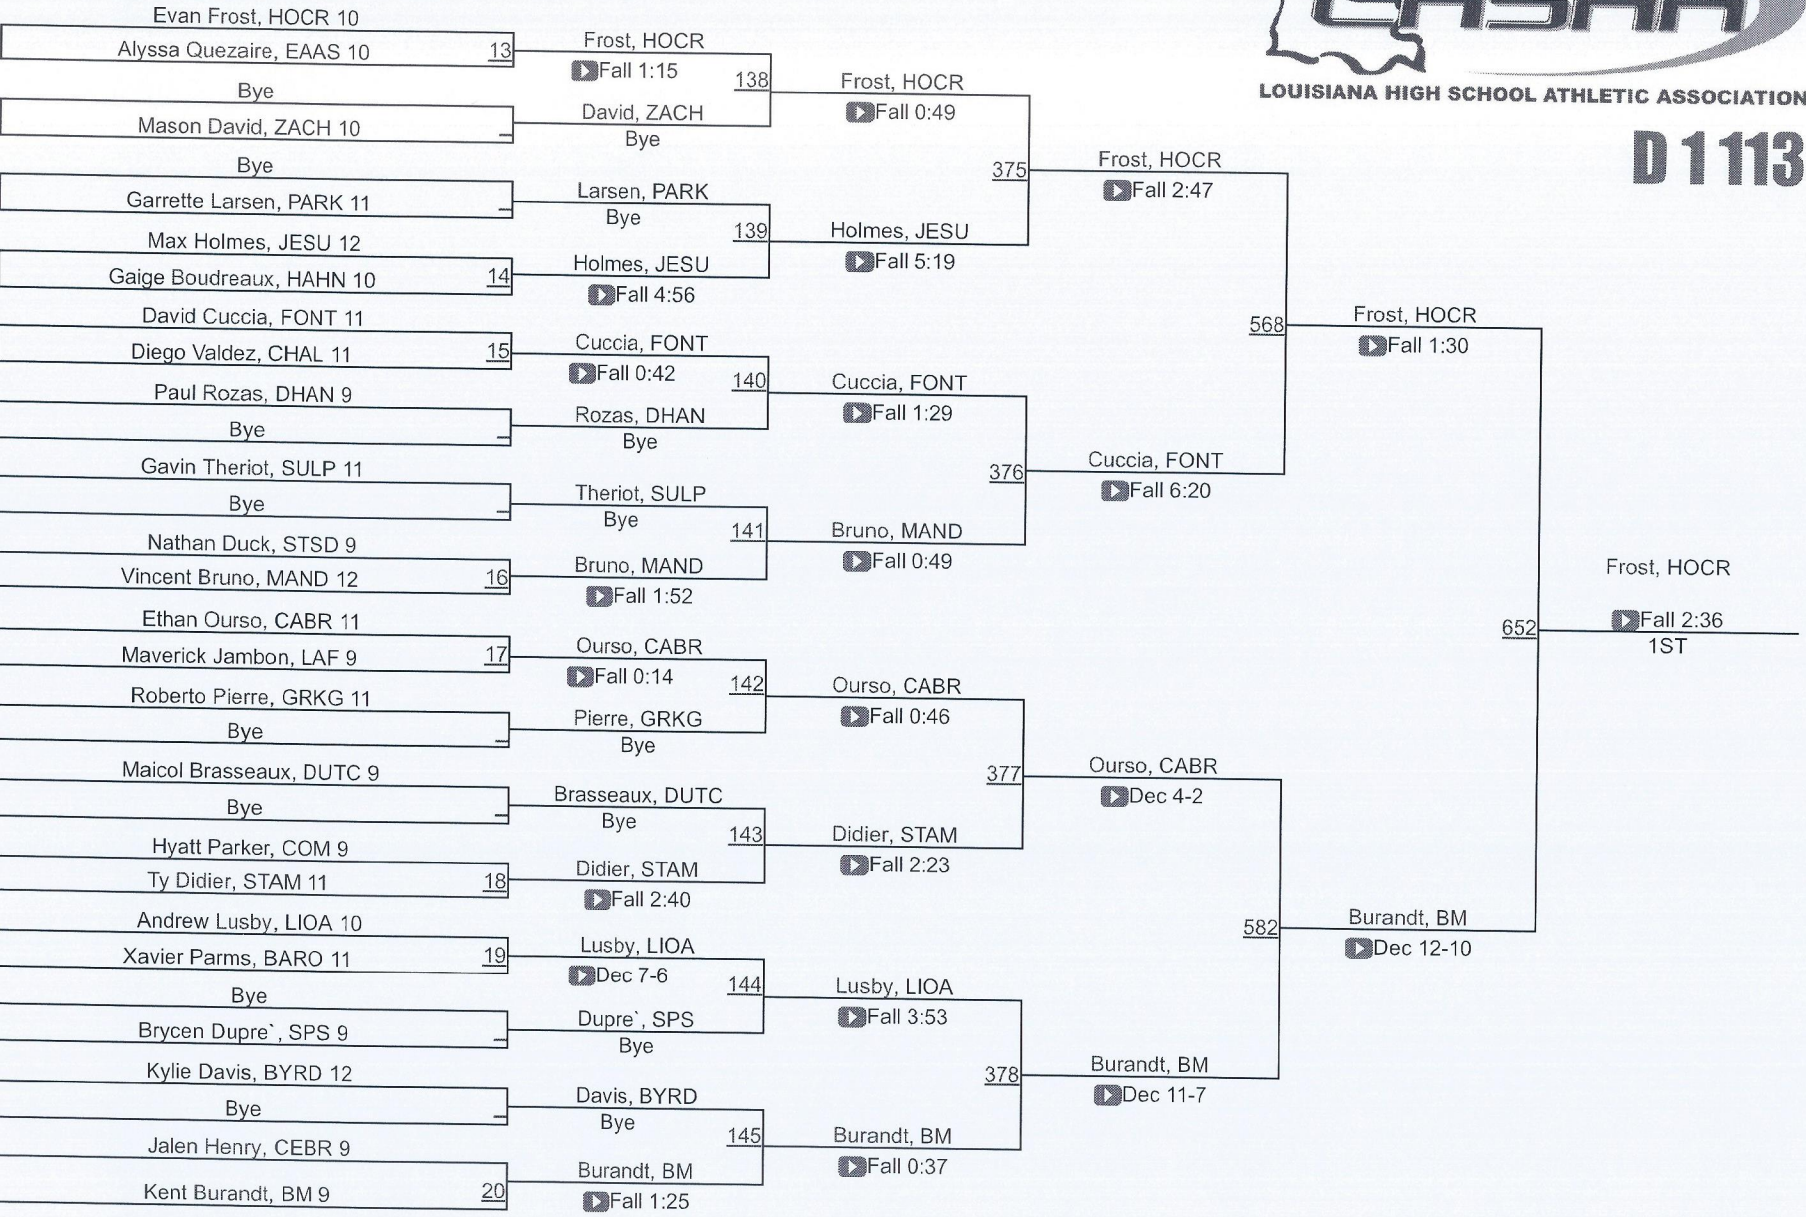 LHSAA
LOUISIANA HIGH SCHOOL ATHLETIC ASSOCIATION
D 1 113
Evan Frost, HOCR 10
Alyssa Quezaire, EAAS 10
13
Bye
Mason David, ZACH 10
Bye
Garrette Larsen, PARK 11
Max Holmes, JESU 12
Gaige Boudreaux, HAHN 10
14
David Cuccia, FONT 11
Diego Valdez, CHAL 11
15
Paul Rozas, DHAN 9
Bye
Gavin Theriot, SULP 11
Bye
Nathan Duck, STSD 9
Vincent Bruno, MAND 12
16
Ethan Ourso, CABR 11
Maverick Jambon, LAF 9
17
Roberto Pierre, GRKG 11
Bye
Maicol Brasseaux, DUTC 9
Bye
Hyatt Parker, COM 9
Ty Didier, STAM 11
18
Andrew Lusby, LIOA 10
Xavier Parms, BARO 11
19
Bye
Brycen Dupre`, SPS 9
Kylie Davis, BYRD 12
Bye
Jalen Henry, CEBR 9
Kent Burandt, BM 9
20
Frost, HOCR
Fall 1:15
138
David, ZACH
Bye
Larsen, PARK
Bye
139
Holmes, JESU
Fall 4:56
Cuccia, FONT
Fall 0:42
140
Rozas, DHAN
Bye
Theriot, SULP
Bye
141
Bruno, MAND
Fall 1:52
Ourso, CABR
Fall 0:14
142
Pierre, GRKG
Bye
Brasseaux, DUTC
Bye
143
Didier, STAM
Fall 2:40
Lusby, LIOA
Dec 7-6
144
Dupre`, SPS
Bye
Davis, BYRD
Bye
145
Burandt, BM
Fall 1:25
Frost, HOCR
Fall 0:49
375
Holmes, JESU
Fall 5:19
Cuccia, FONT
Fall 1:29
376
Bruno, MAND
Fall 0:49
Ourso, CABR
Fall 0:46
377
Didier, STAM
Fall 2:23
Lusby, LIOA
Fall 3:53
378
Burandt, BM
Fall 0:37
Frost, HOCR
Fall 2:47
568
Cuccia, FONT
Fall 6:20
Ourso, CABR
Dec 4-2
582
Burandt, BM
Dec 11-7
Frost, HOCR
Fall 1:30
652
Burandt, BM
Dec 12-10
Frost, HOCR
Fall 2:36
1ST